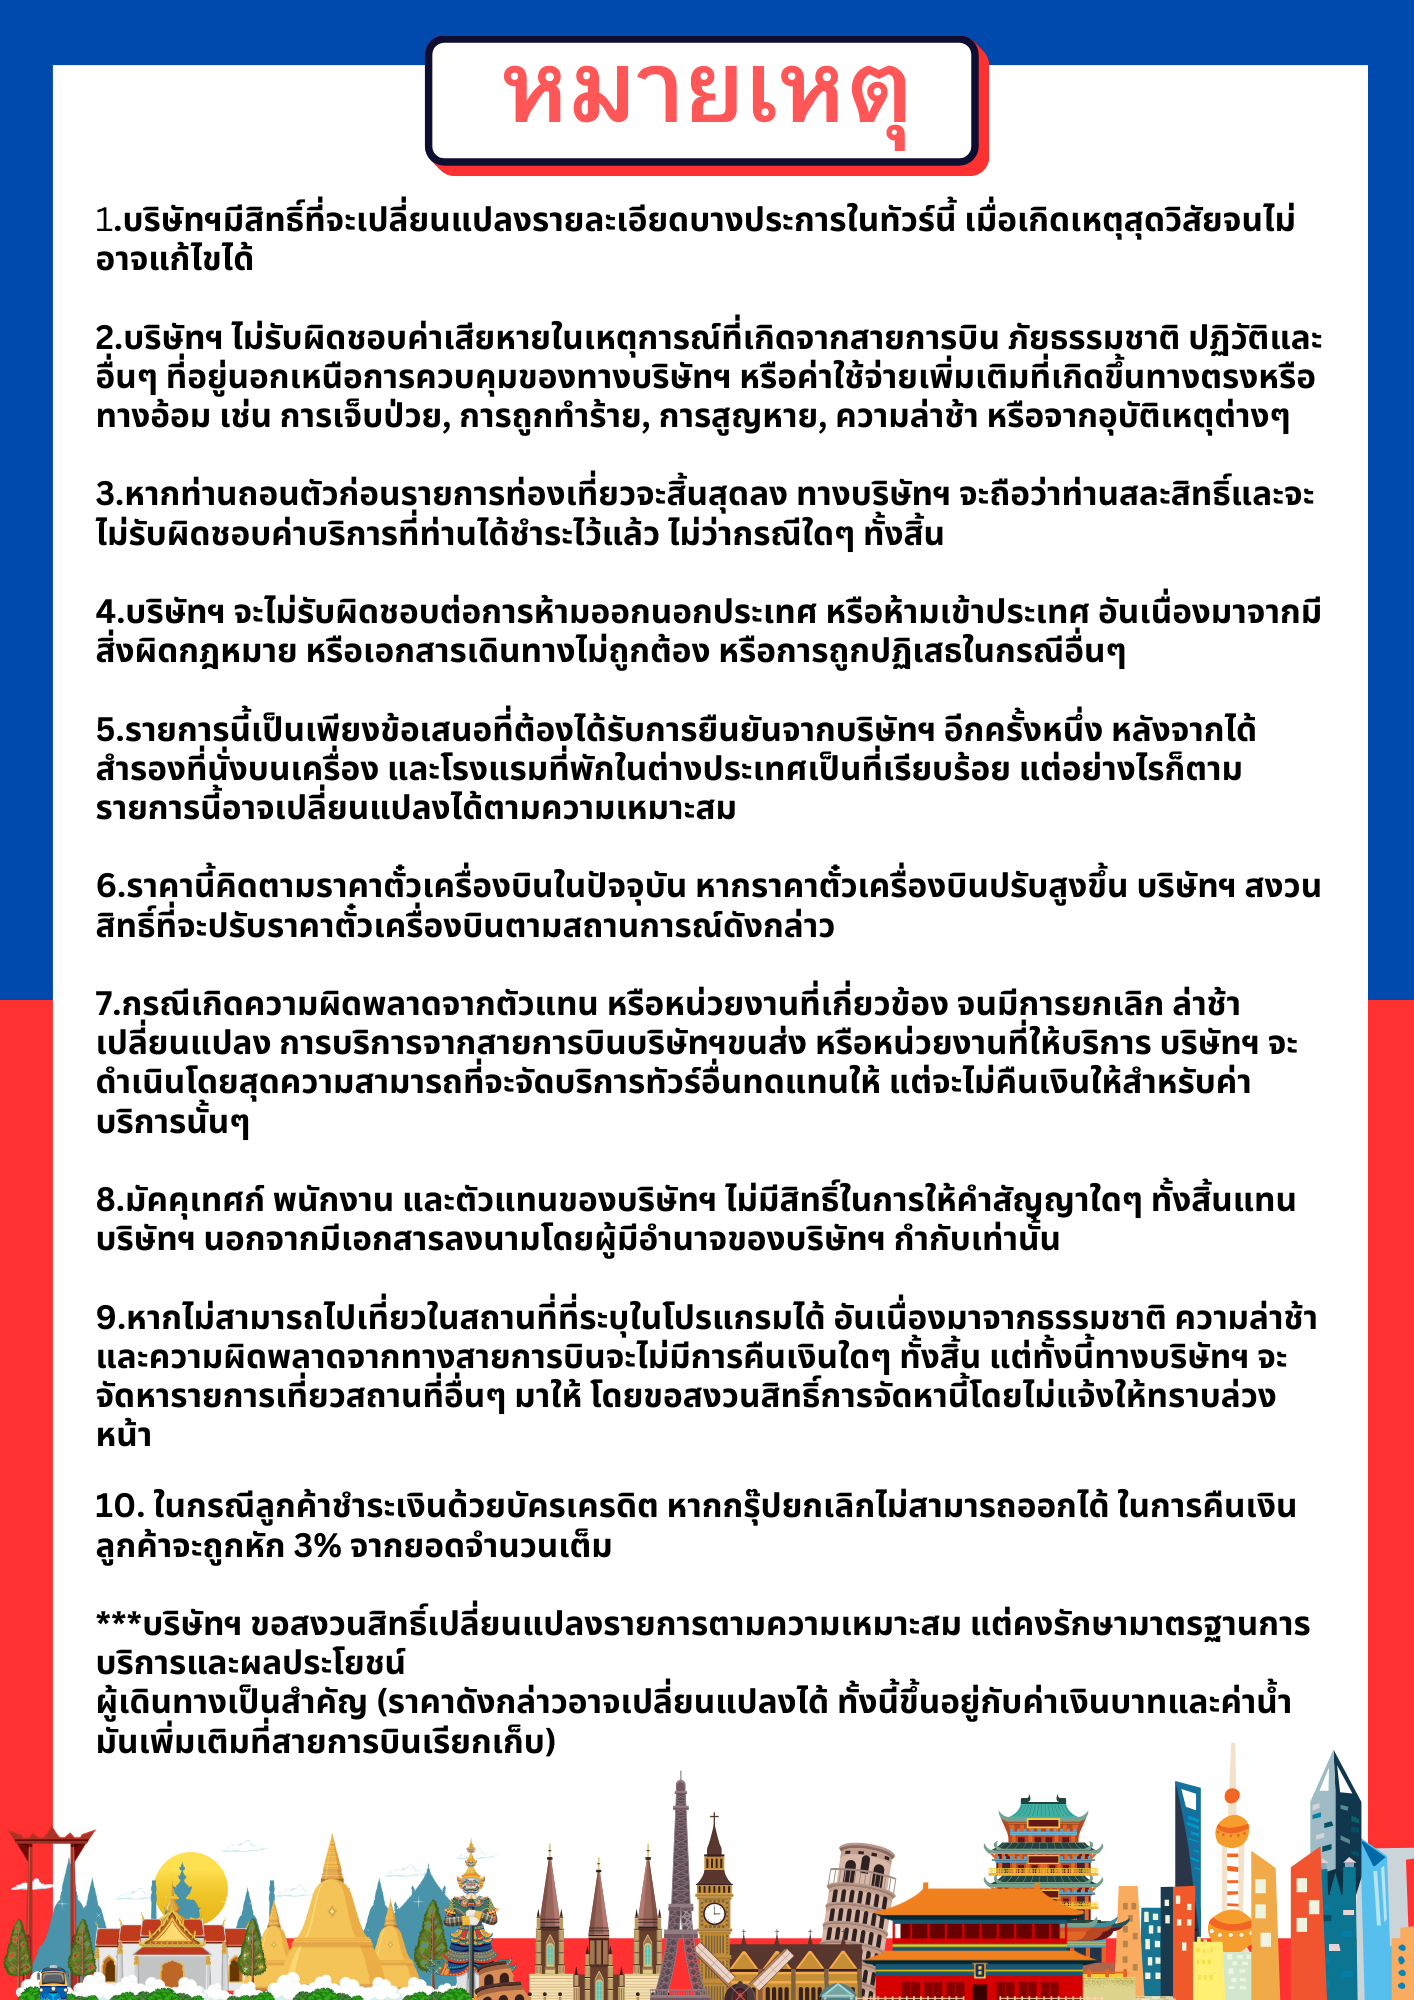 หมายเหตุ
1.บริษัทฯมีสิทธิ์ที่จะเปลี่ยนแปลงรายละเอียดบางประการในทัวร์นี้ เมื่อเกิดเหตุสุดวิสัยจนไม่
อาจแก้ไขได้
2.บริษัทฯ ไม่รับผิดชอบค่าเสียหายในเหตุการณ์ที่เกิดจากสายการบิน ภัยธรรมชาติ ปฏิวัติและ
อื่นๆ ที่อยู่นอกเหนือการควบคุมของทางบริษัทฯ หรือค่าใช้จ่ายเพิ่มเติมที่เกิดขึ้นทางตรงหรือ
ทางอ้อม เช่น การเจ็บป่วย, การถูกทำร้าย, การสูญหาย, ความล่าช้า หรือจากอุบัติเหตุต่างๆ
3.หากท่านถอนตัวก่อนรายการท่องเที่ยวจะสิ้นสุดลง ทางบริษัทฯ จะถือว่าท่านสละสิทธิ์และจะ
ไม่รับผิดชอบค่าบริการที่ท่านได้ชำระไว้แล้ว ไม่ว่ากรณีใดๆ ทั้งสิ้น
4.บริษัทฯ จะไม่รับผิดชอบต่อการห้ามออกนอกประเทศ หรือห้ามเข้าประเทศ อันเนื่องมาจากมี
สิ่งผิดกฎหมาย หรือเอกสารเดินทางไม่ถูกต้อง หรือการถูกปฏิเสธในกรณีอื่นๆ
5.รายการนี้เป็นเพียงข้อเสนอที่ต้องได้รับการยืนยันจากบริษัทฯ อีกครั้งหนึ่ง หลังจากได้
สำรองที่นั่งบนเครื่อง และโรงแรมที่พักในต่างประเทศเป็นที่เรียบร้อย แต่อย่างไรก็ตาม
รายการนี้อาจเปลี่ยนแปลงได้ตามความเหมาะสม
6.ราคานี้คิดตามราคาตั๋วเครื่องบินในปัจจุบัน หากราคาตั๋วเครื่องบินปรับสูงขึ้น บริษัทฯ สงวน
สิทธิ์ที่จะปรับราคาตั๋วเครื่องบินตามสถานการณ์ดังกล่าว
7.กรณีเกิดความผิดพลาดจากตัวแทน หรือหน่วยงานที่เกี่ยวข้อง จนมีการยกเลิก ล่าช้า
เปลี่ยนแปลง การบริการจากสายการบินบริษัทฯขนส่ง หรือหน่วยงานที่ให้บริการ บริษัทฯ จะ
ดำเนินโดยสุดความสามารถที่จะจัดบริการทัวร์อื่นทดแทนให้ แต่จะไม่คืนเงินให้สำหรับค่า
บริการนั้นๆ
8.มัคคุเทศก์ พนักงาน และตัวแทนของบริษัทฯ ไม่มีสิทธิ์ในการให้คำสัญญาใดๆ ทั้งสิ้นแทน
บริษัทฯ นอกจากมีเอกสารลงนามโดยผู้มีอำนาจของบริษัทฯ กำกับเท่านั้น
9.หากไม่สามารถไปเที่ยวในสถานที่ที่ระบุในโปรแกรมได้ อันเนื่องมาจากธรรมชาติ ความล่าช้า
และความผิดพลาดจากทางสายการบินจะไม่มีการคืนเงินใดๆ ทั้งสิ้น แต่ทั้งนี้ทางบริษัทฯ จะ
จัดหารายการเที่ยวสถานที่อื่นๆ มาให้ โดยขอสงวนสิทธิ์การจัดหานี้โดยไม่แจ้งให้ทราบล่วง
หน้า
10. ในกรณีลูกค้าชำระเงินด้วยบัครเครดิต หากกรุ๊ปยกเลิกไม่สามารถออกได้ ในการคืนเงิน
ลูกค้าจะถูกหัก 3% จากยอดจำนวนเต็ม
***บริษัทฯ ขอสงวนสิทธิ์เปลี่ยนแปลงรายการตามความเหมาะสม แต่คงรักษามาตรฐานการ
บริการและผลประโยชน์
ผู้เดินทางเป็นสำคัญ (ราคาดังกล่าวอาจเปลี่ยนแปลงได้ ทั้งนี้ขึ้นอยู่กับค่าเงินบาทและค่าน้ำ
มันเพิ่มเติมที่สายการบินเรียกเก็บ)